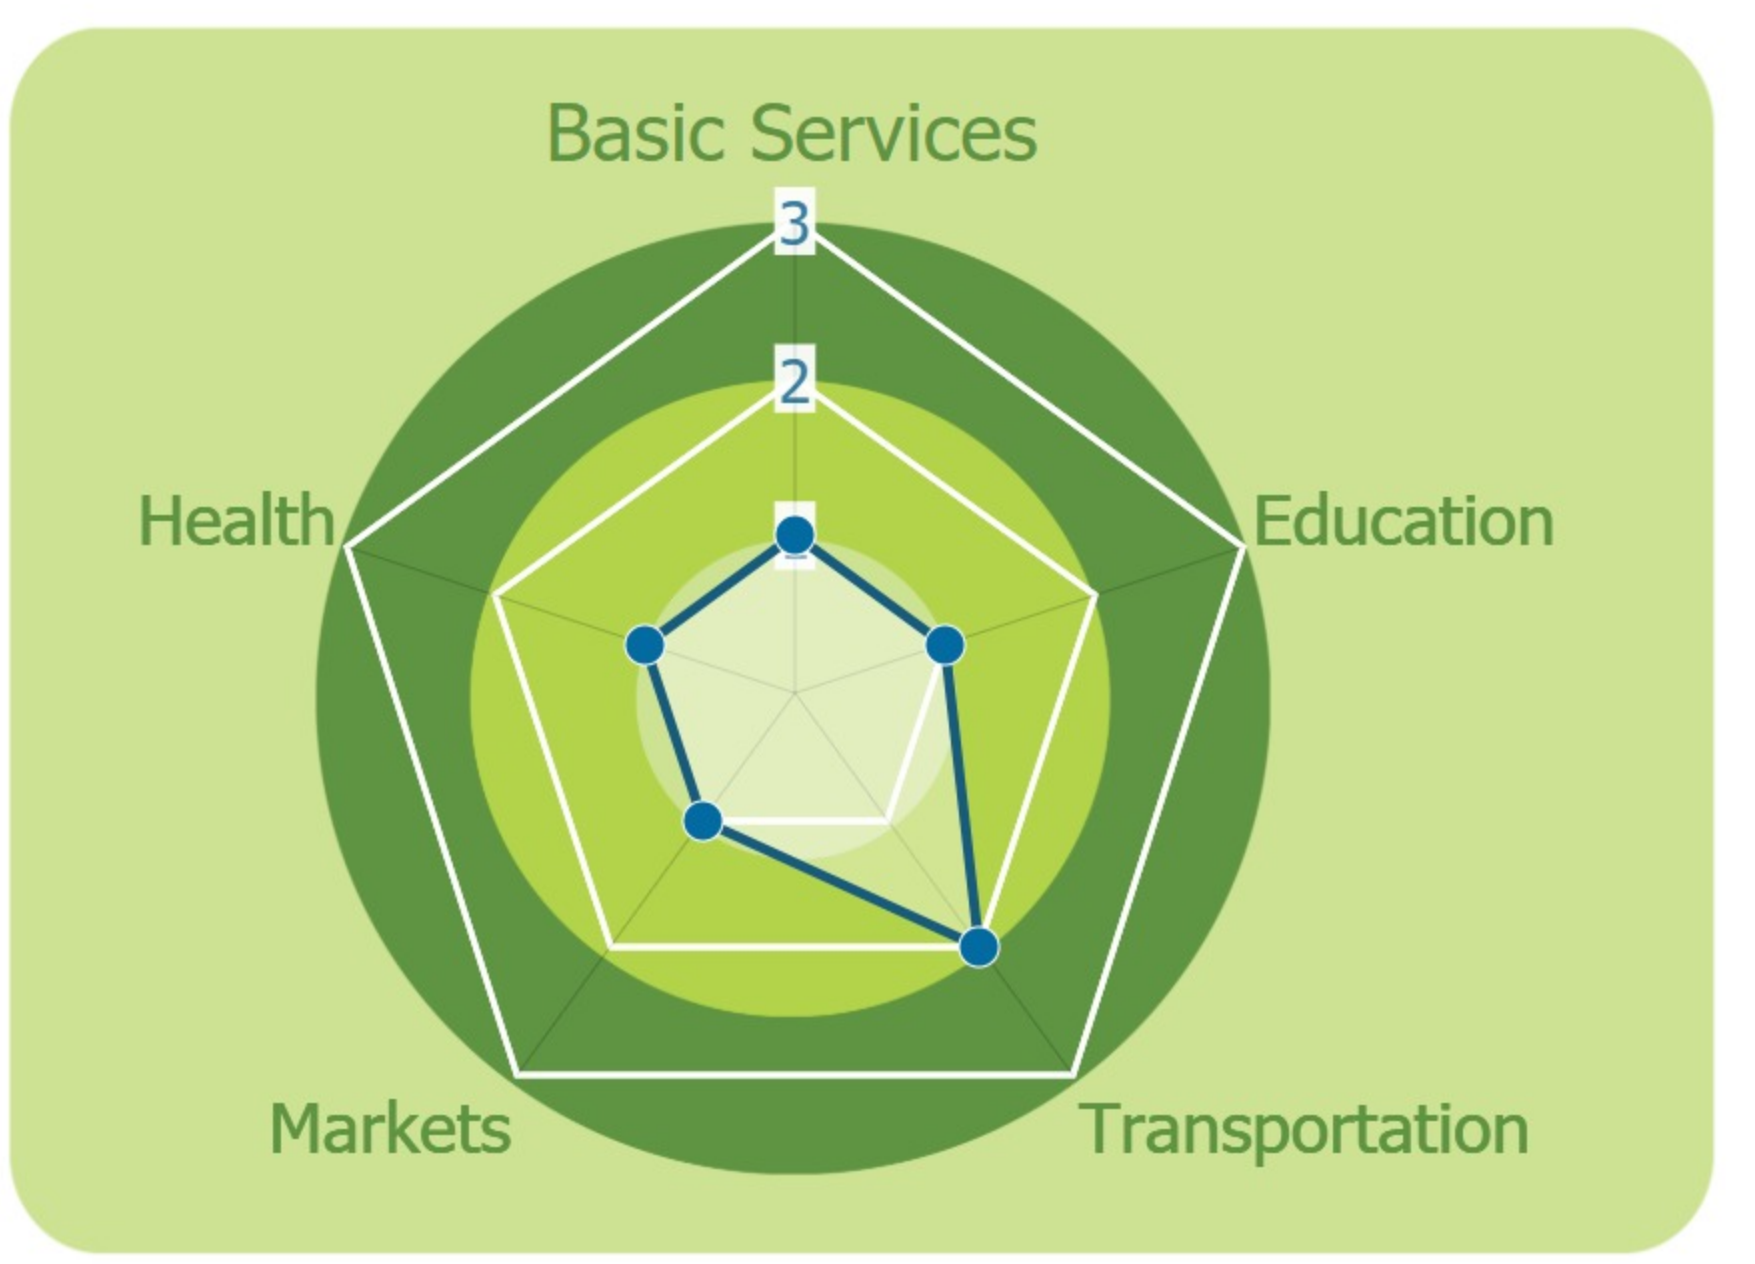 Basic Services
3
2
Health
Education
Markets
Transportation